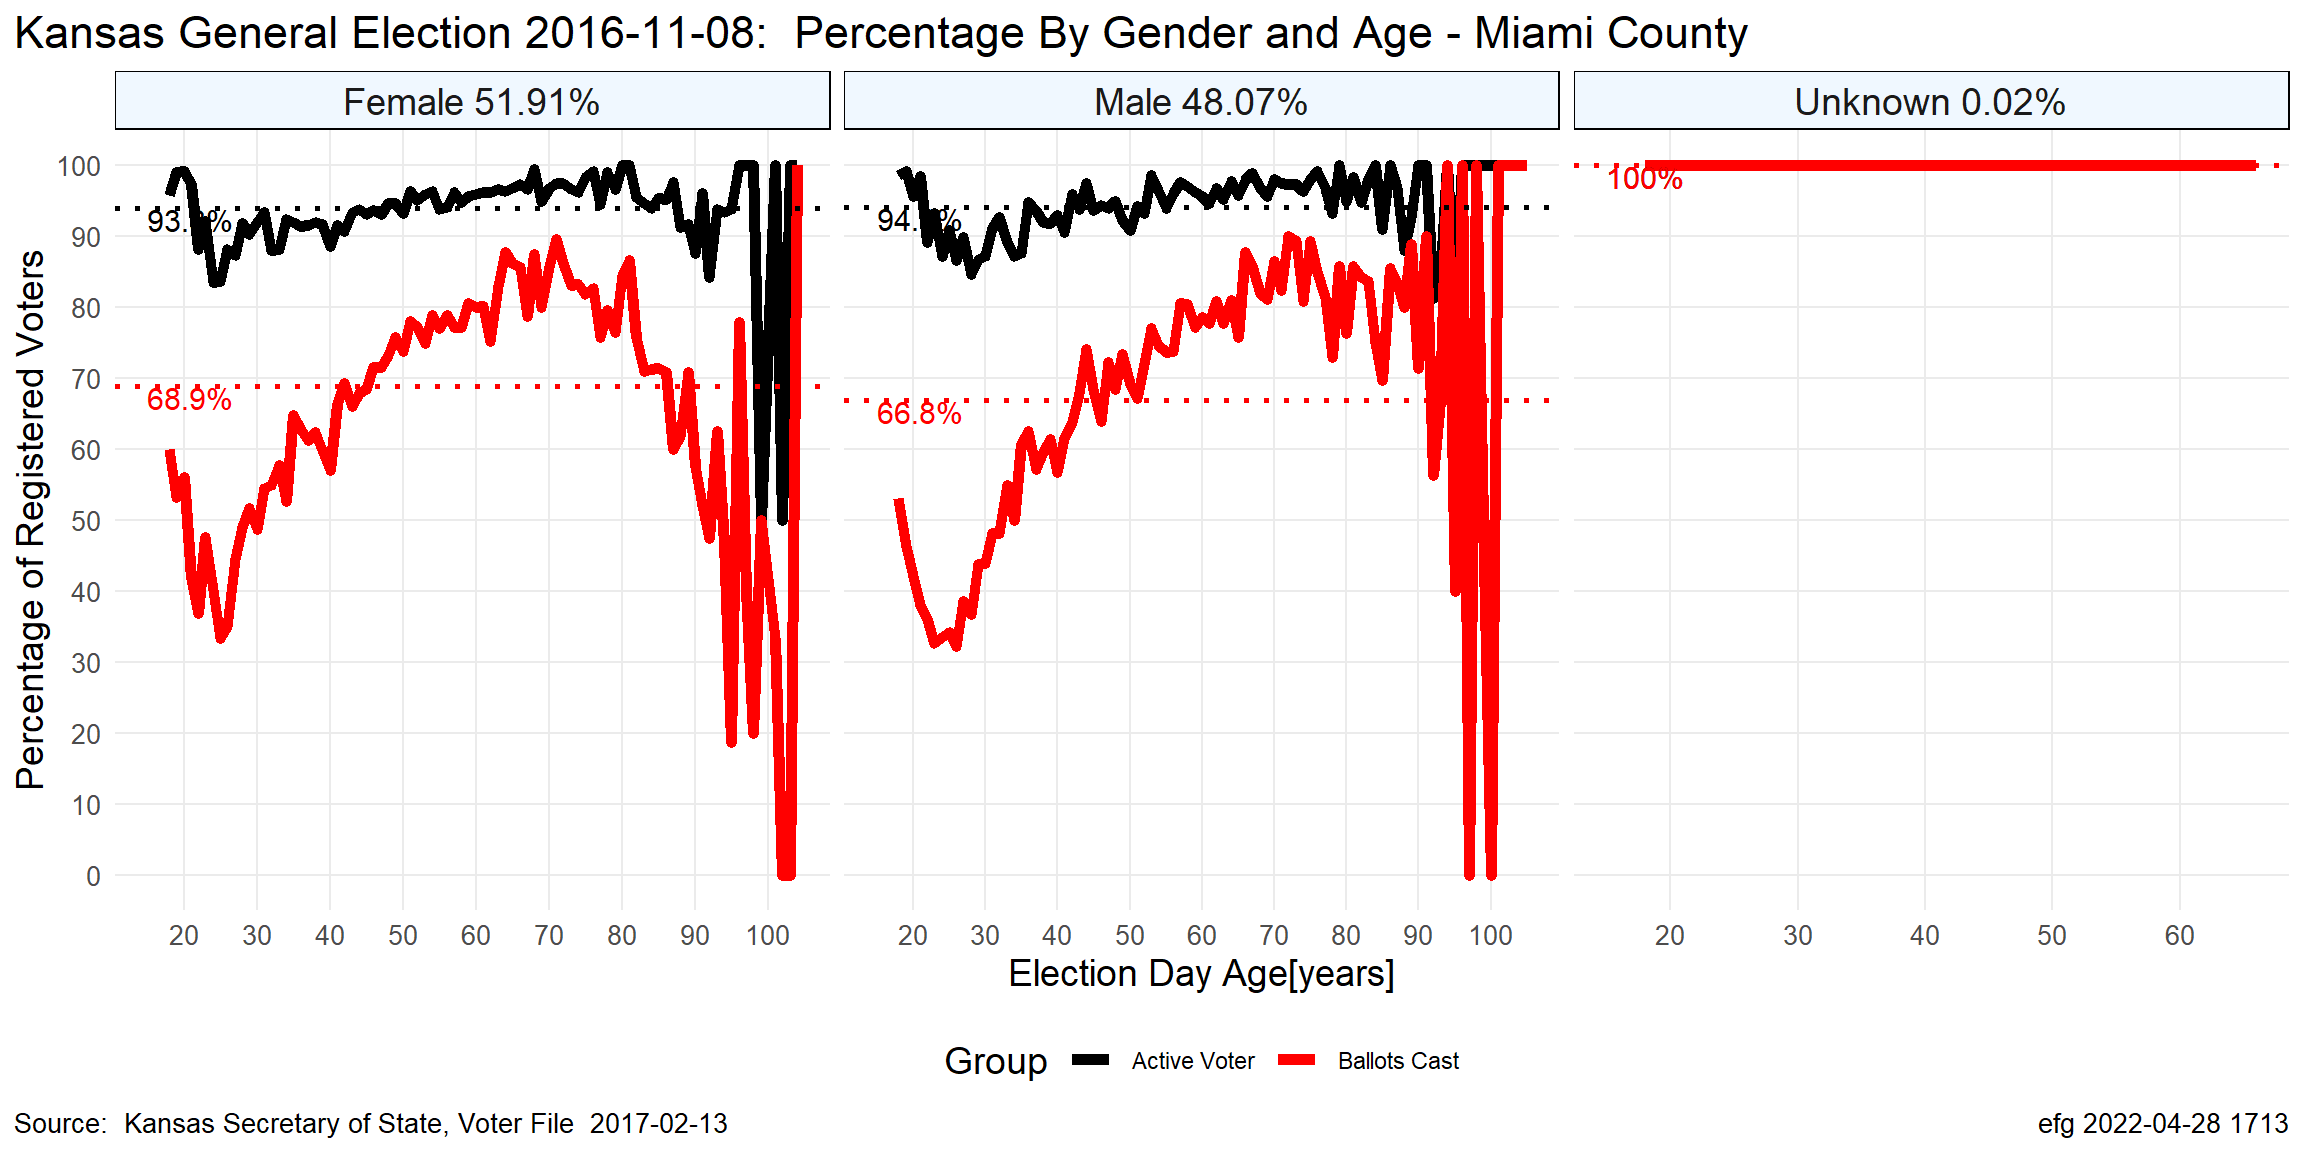 Kansas General Election 2016-11-08:  Percentage By Gender and Age - Miami County
Female 51.91%
Male 48.07%
Unknown 0.02%
Percentage of Registered Voters
100
90
80
70
60
50
40
30
20
10
0
68.9%
66.8%
100%
20 30 40 50 60 70 80 90 100
20 30 40 50 60 70 80 90 100
20 30 40 50 60
Election Day Age[years]
Group Active Voter Ballots Cast
Source:  Kansas Secretary of State, Voter File  2017-02-13
efg 2022-04-28 1713